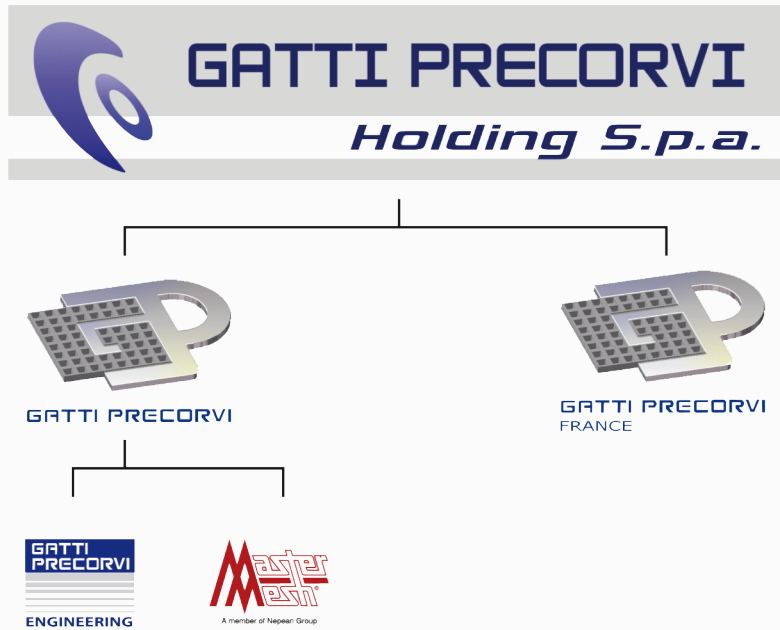 GATTI PRECORVI
Holding S.p.a.
GATTI PRECORVI
GATTI PRECORVI
FRANCE
GATTI
PRECORVI
ENGINEERING
Master
Mesh®
A member of Nepean Group